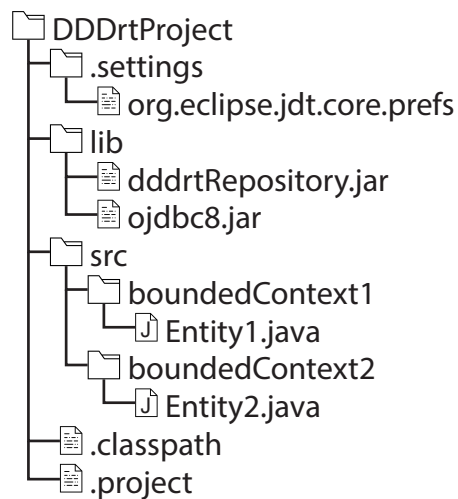 DDDrtProject
.settings
org.eclipse.jdt.core.prefs
lib
dddrtRepository.jar
ojdbc8.jar
src
boundedContext1
J Entity1.java
boundedContext2
J Entity2.java
.classpath
.project